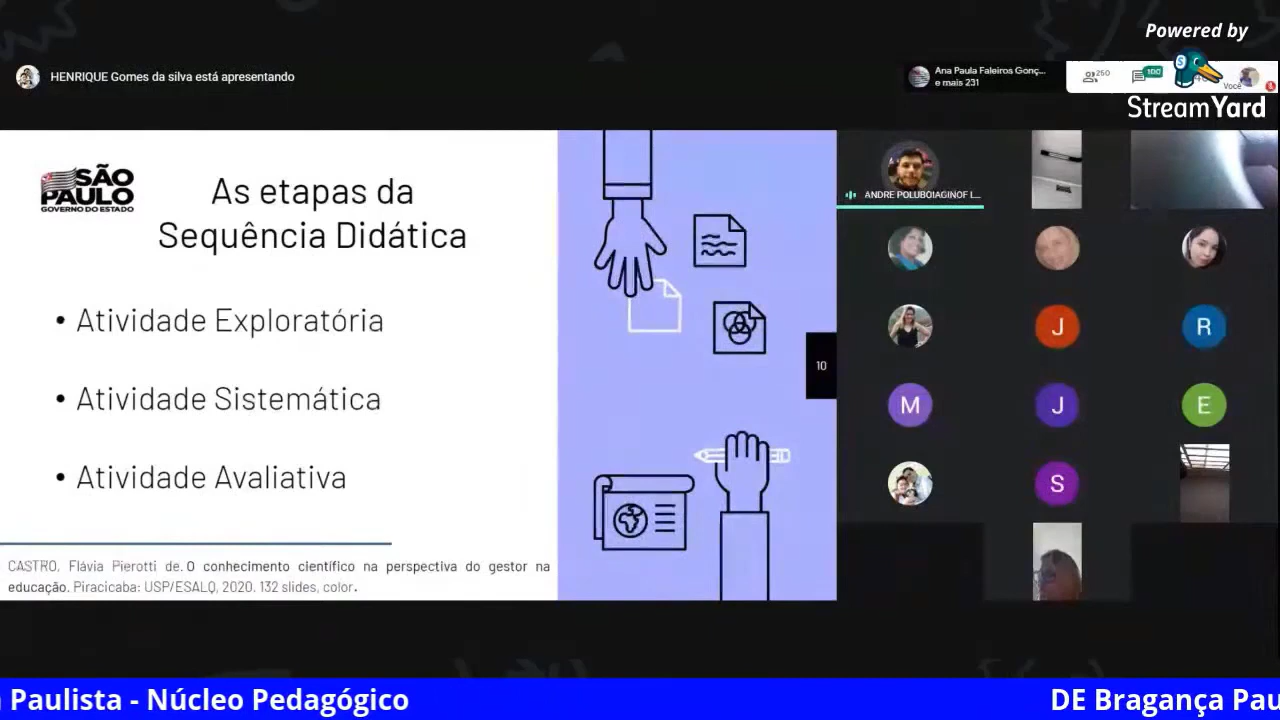 Powered by
HENRIQUE Gomes da silva está apresentando
Ana Paula Faleiros Gonç...
e mais 231
250
100
Você
StreamYard
SÃO
PAULO
GOVERNO DO ESTADO
As etapas da
Sequência Didática
• Atividade Exploratória
• Atividade Sistemática
• Atividade Avaliativa
CASTRO, Flávia Pierotti de. O conhecimento científico na perspectiva do gestor na
educação. Piracicaba: USP/ESALQ, 2020. 132 slides, color.
10
ANDRE POLUBOIAGINOF L...
J
R
M
J
E
S
Paulista - Núcleo Pedagógico
DE Bragança Pau